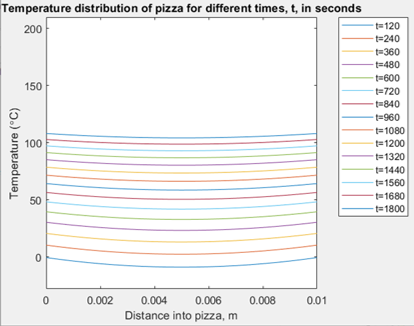 Temperature distribution of pizza for different times, t, in seconds
200
150
100
50
0
Temperature (°C)
0
0.002
0.004
0.006
0.008
0.01
Distance into pizza, m
t=120
t=240
t=360
t=480
t=600
t=720
t=840
t=960
t=1080
t=1200
t=1320
t=1440
t=1560
t=1680
t=1800